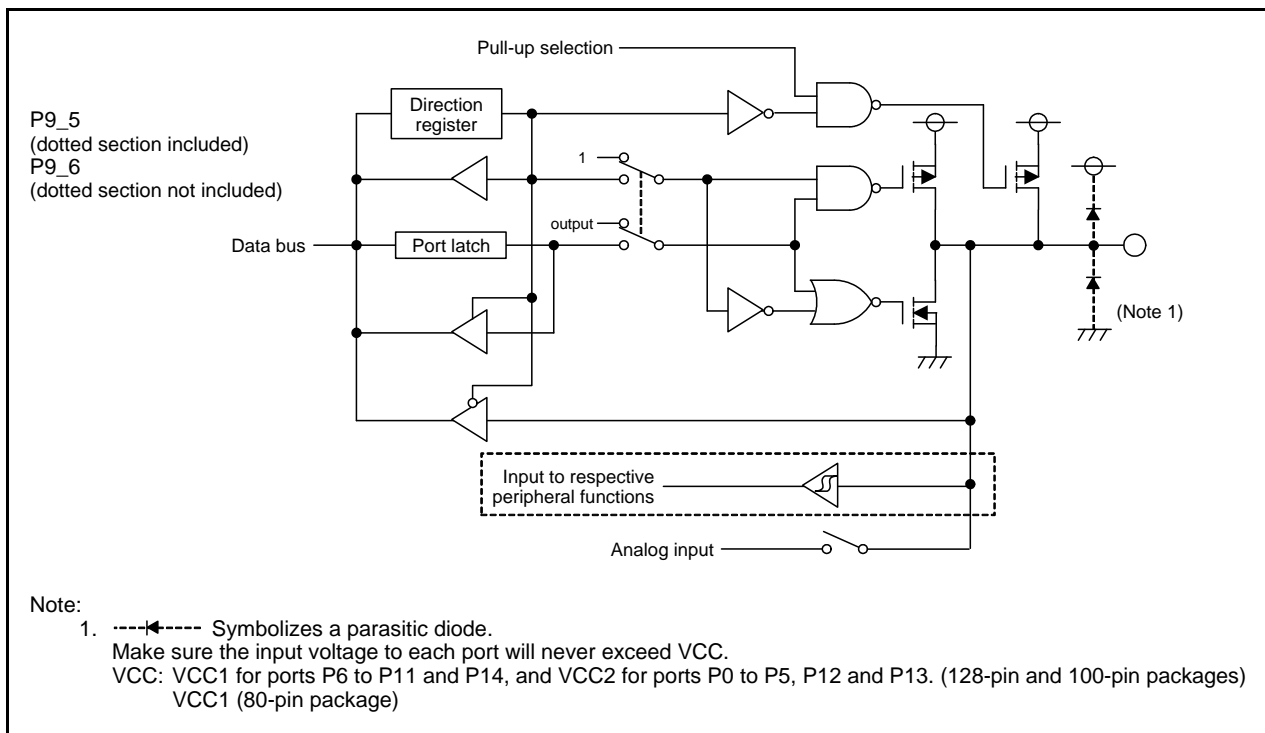 Pull-up selection
Direction
register
P9_5
(dotted section included)
P9_6
(dotted section not included)
1
output
Data bus
Port latch
(Note 1)
Input to respective
peripheral functions
Analog input
Note:
1. Symbolizes a parasitic diode.
Make sure the input voltage to each port will never exceed VCC.
VCC: VCC1 for ports P6 to P11 and P14, and VCC2 for ports P0 to P5, P12 and P13. (128-pin and 100-pin packages)
VCC1 (80-pin package)